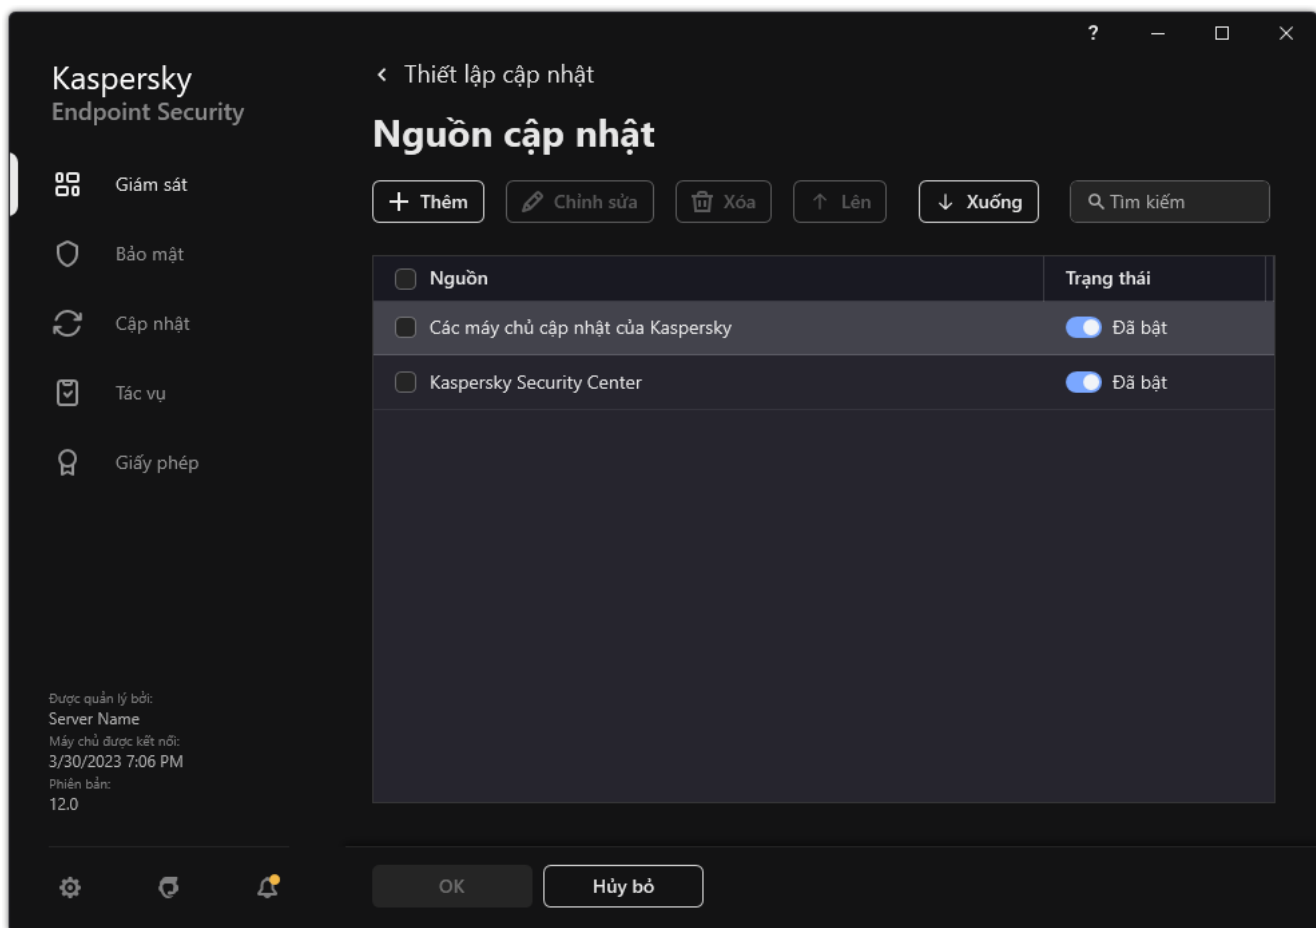 ?
Kaspersky
Endpoint Security
Thiết lập cập nhật
Nguồn cập nhật
Thêm
Chỉnh sửa
Xóa
Lên
Xuống
Tìm kiếm
Giám sát
Bảo mật
Cập nhật
Tác vụ
Giấy phép
Nguồn
Trạng thái
Các máy chủ cập nhật của Kaspersky
Đã bật
Kaspersky Security Center
Đã bật
Được quản lý bởi:
Server Name
Máy chủ được kết nối:
3/30/2023 7:06 PM
Phiên bản:
12.0
OK
Hủy bỏ